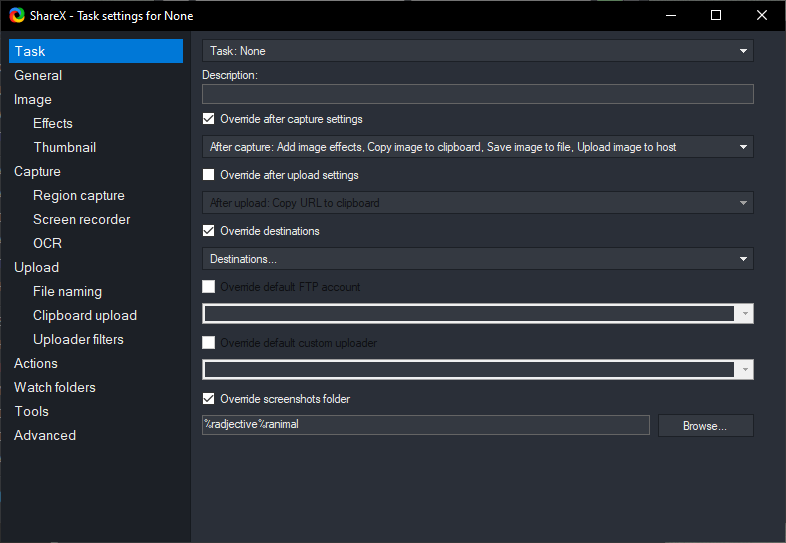 ShareX - Task settings for None
Task
General
Image
Effects
Thumbnail
Capture
Region capture
Screen recorder
OCR
Upload
File naming
Clipboard upload
Uploader filters
Actions
Watch folders
Tools
Advanced
Task: None
Description:
Override after capture settings
After capture: Add image effects, Copy image to clipboard, Save image to file, Upload image to host
Override after upload settings
After upload: Copy URL to clipboard
Override destinations
Destinations...
Override default FTP account
Override default custom uploader
Override screenshots folder
%radjective%ranimal
Browse...